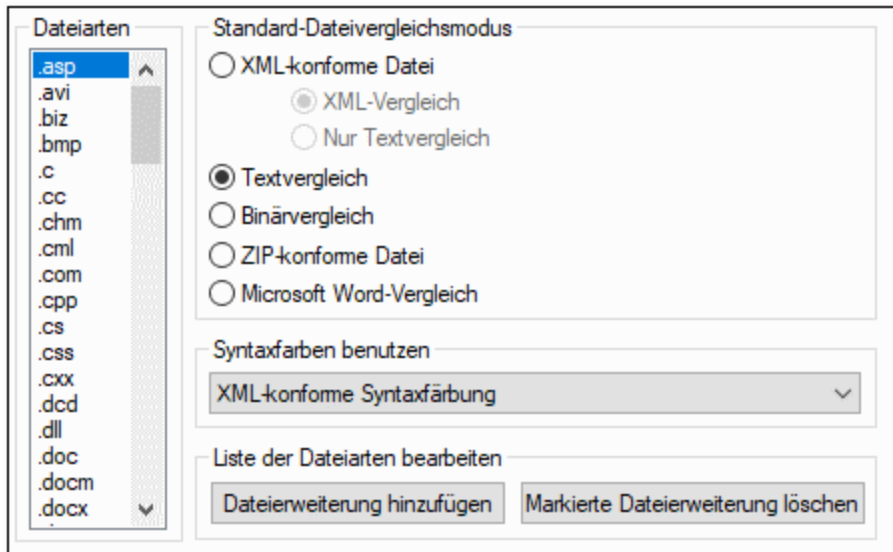 Dateiarten
.asp
.avi
.biz
.bmp
.c
.cc
.chm
.cml
.com
.cpp
.cs
.css
.cxx
.dcd
.dll
.doc
.docm
.docx
Standard-Dateivergleichsmodus
XML-konforme Datei
XML-Vergleich
Nur Textvergleich
Textvergleich
Binärvergleich
ZIP-konforme Datei
Microsoft Word-Vergleich
Syntaxfarben benutzen
XML-konforme Syntaxfärbung
Liste der Dateiarten bearbeiten
Dateierweiterung hinzufügen
Markierte Dateierweiterung löschen